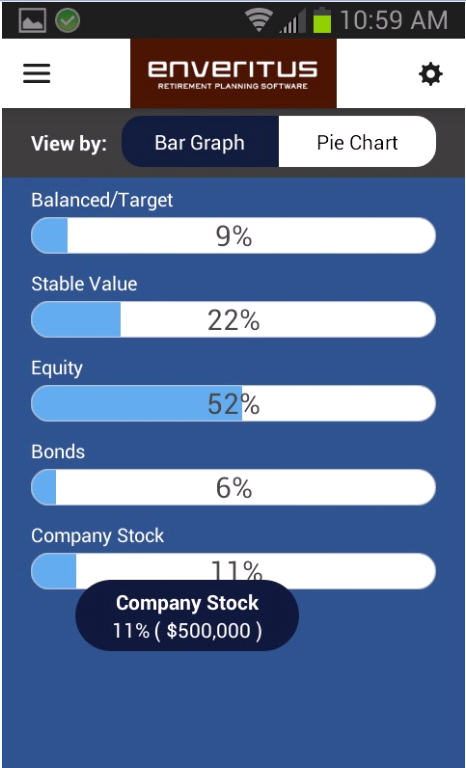 10:59 AM
enveritus
RETIREMENT PLANNING SOFTWARE
View by: Bar Graph Pie Chart
Balanced/Target
9%
Stable Value
22%
Equity
52%
Bonds
6%
Company Stock
11%
Company Stock
11% ( $500,000 )